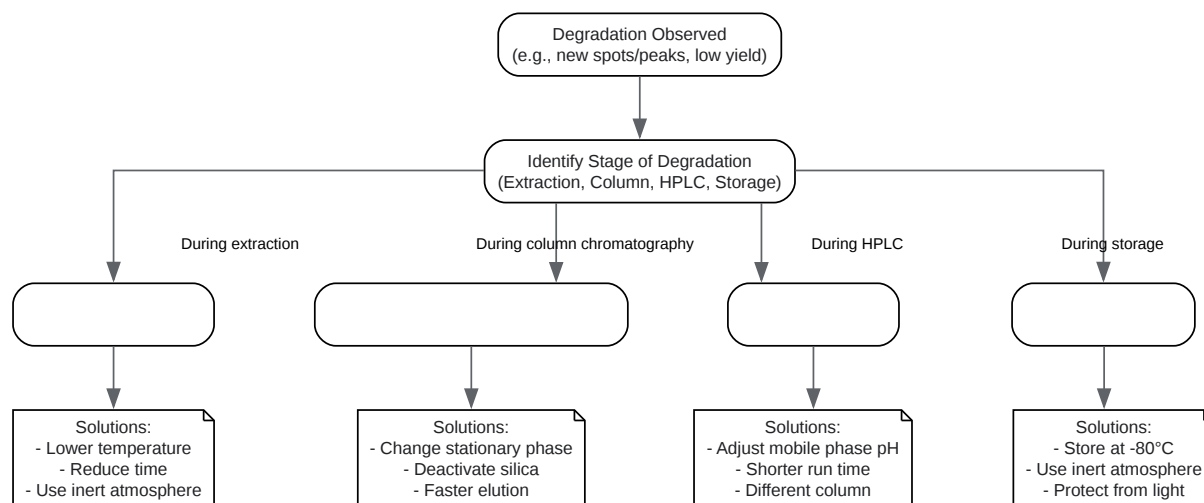 Degradation Observed
(e.g., new spots/peaks, low yield)
Identify Stage of Degradation
(Extraction, Column, HPLC, Storage)
During extraction
During column chromatography
During HPLC
During storage
Solutions:
- Lower temperature
- Reduce time
- Use inert atmosphere
Solutions:
- Change stationary phase
- Deactivate silica
- Faster elution
Solutions:
- Adjust mobile phase pH
- Shorter run time
- Different column
Solutions:
- Store at -80°C
- Use inert atmosphere
- Protect from light